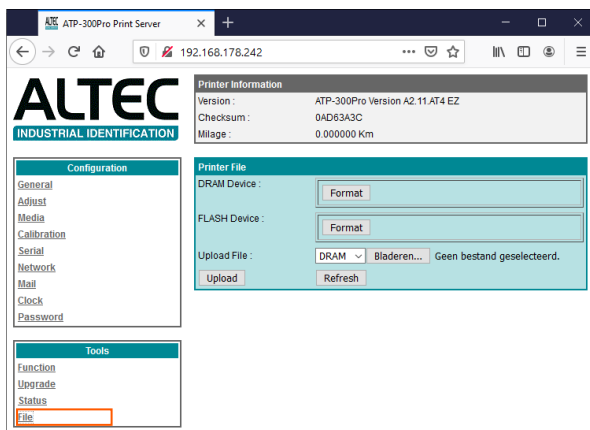 ATP-300Pro Print Server
92.168.178.242
ALTEC
INDUSTRIAL IDENTIFICATION
Printer Information
Version : ATP-300Pro Version A2.11.AT4 EZ
Checksum : 0AD63A3C
Milage : 0.000000 Km
Configuration
General
Adjust
Media
Calibration
Serial
Network
Mail
Clock
Password
Printer File
DRAM Device : Format
FLASH Device : Format
Upload File : DRAM Bladeren... Geen bestand geselecteerd.
Upload Refresh
Tools
Function
Upgrade
Status
File